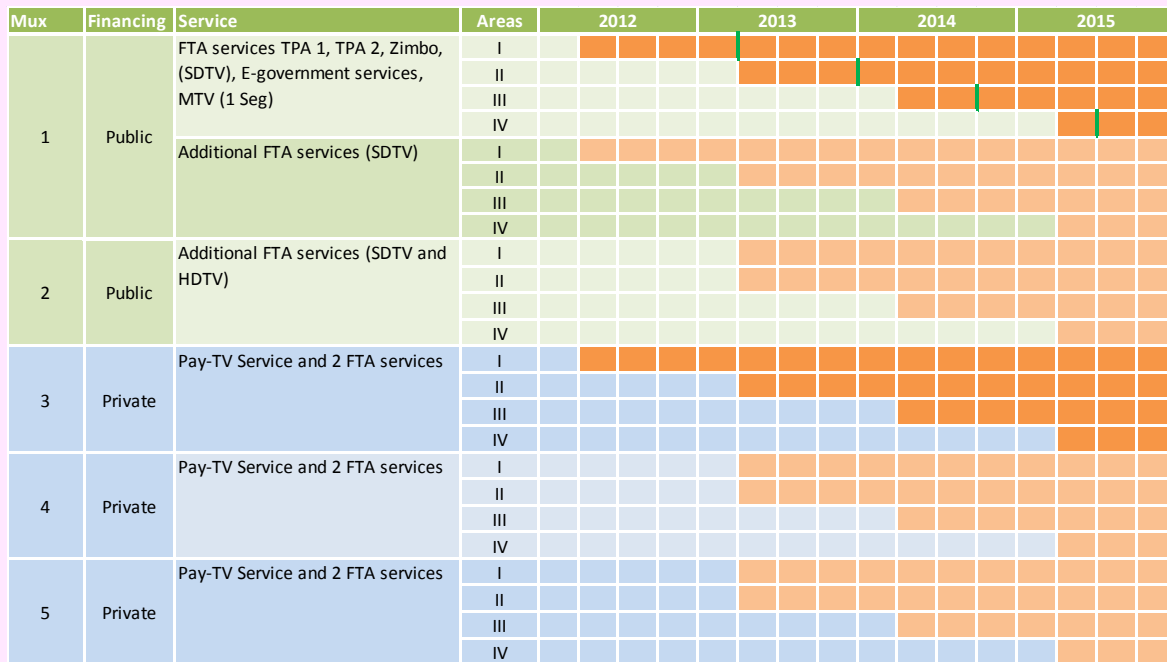 Mux Financing Service Areas 2012 2013 2014 2015
1 Public FTA services TPA 1, TPA 2, Zimbo,
(SDTV), E-government services,
MTV (1 Seg)
I
II
III
IV
Additional FTA services (SDTV)
I
II
III
IV
2 Public Additional FTA services (SDTV and
HDTV)
I
II
III
IV
3 Private Pay-TV Service and 2 FTA services
I
II
III
IV
4 Private Pay-TV Service and 2 FTA services
I
II
III
IV
5 Private Pay-TV Service and 2 FTA services
I
II
III
IV